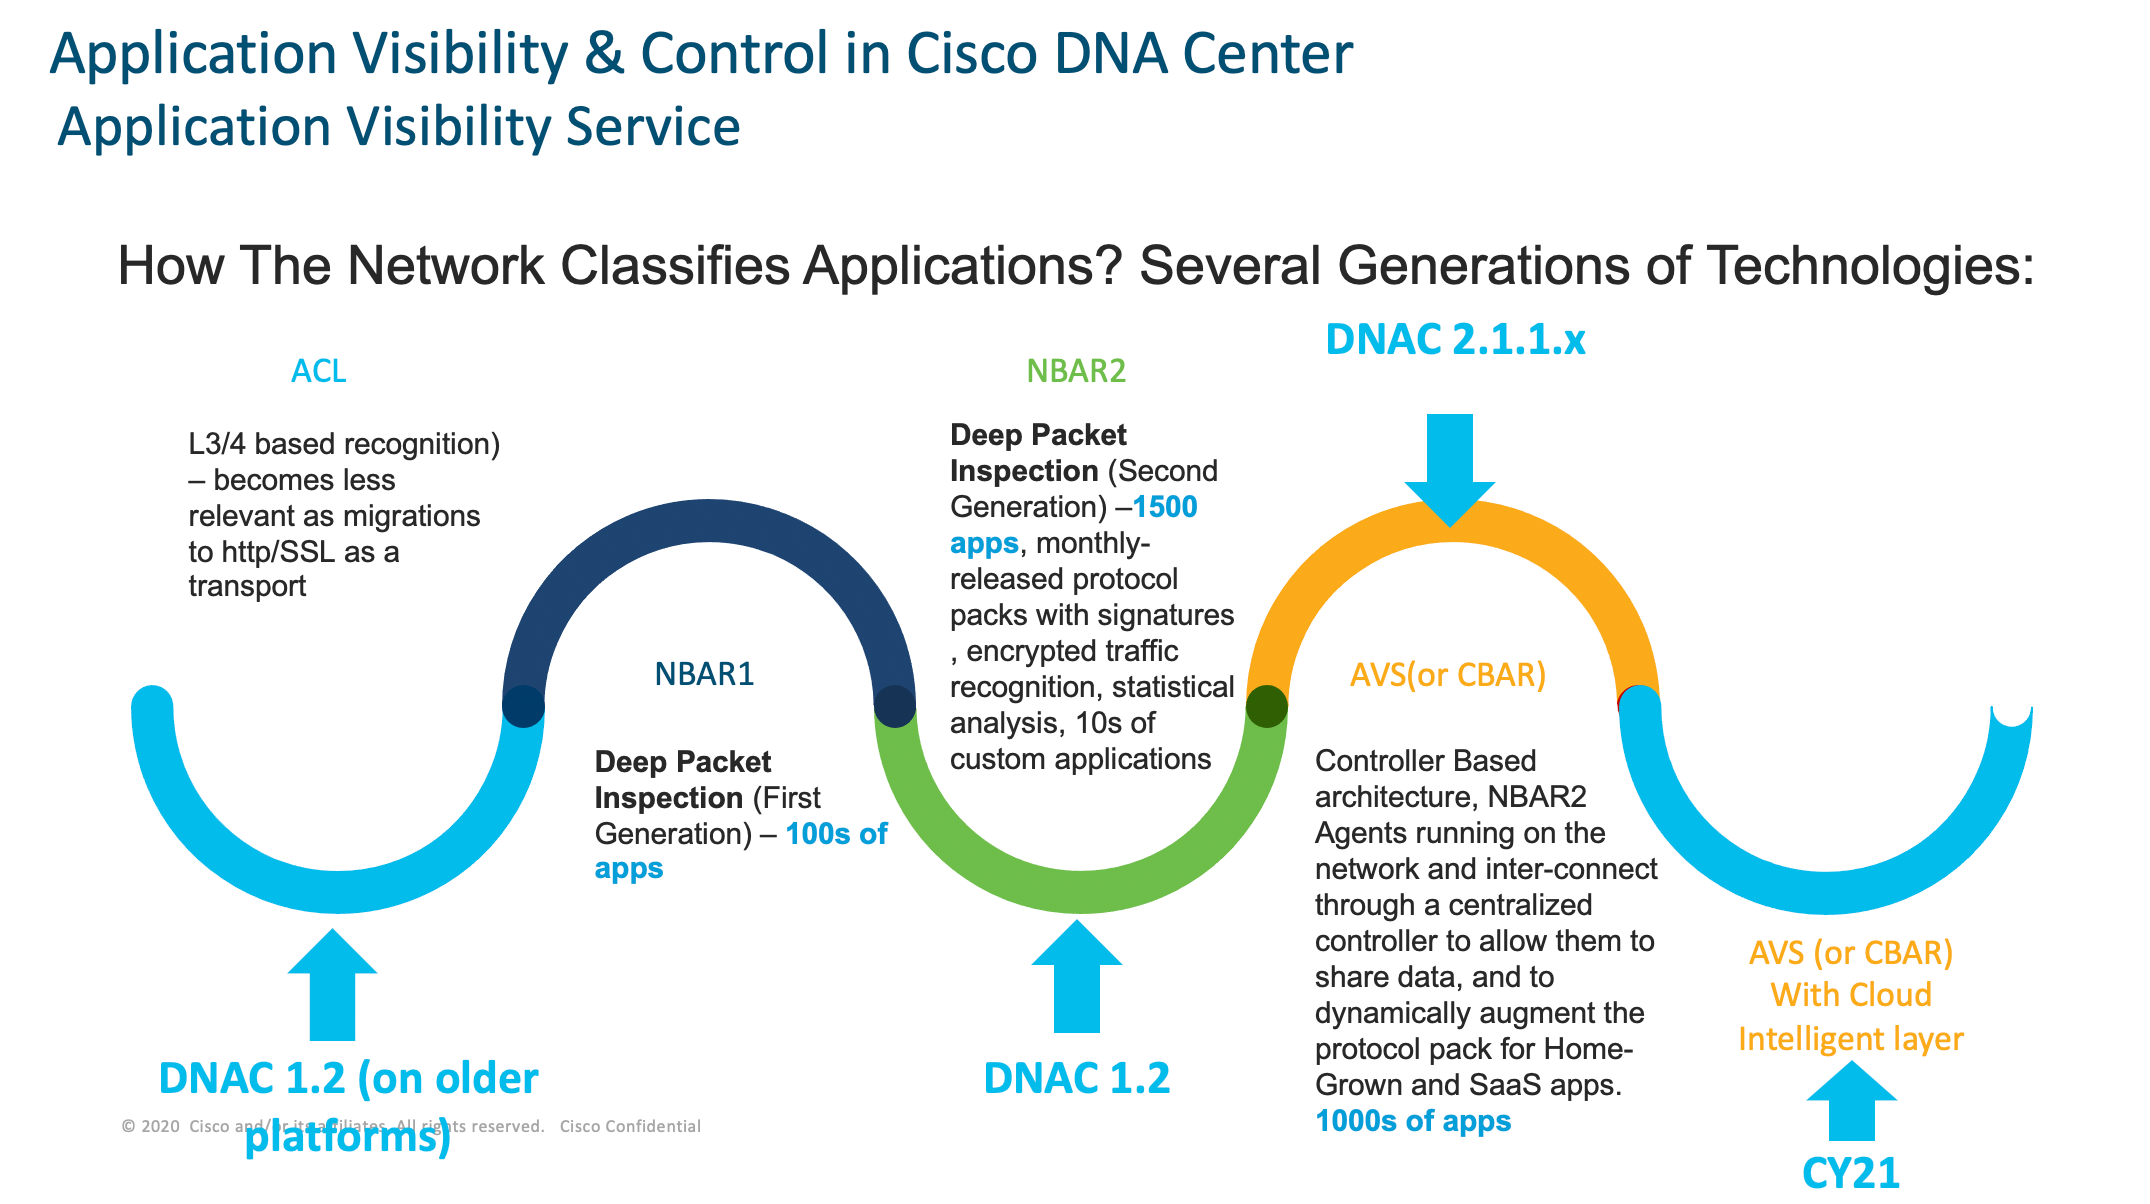 Application Visibility & Control in Cisco DNA Center
Application Visibility Service
How The Network Classifies Applications? Several Generations of Technologies:
ACL
L3/4 based recognition)
– becomes less
relevant as migrations
to http/SSL as a
transport
DNAC 1.2 (on older
platforms)
NBAR1
Deep Packet
Inspection (First
Generation) – 100s of
apps
NBAR2
Deep Packet
Inspection (Second
Generation) –1500
apps, monthly-
released protocol
packs with signatures
, encrypted traffic
recognition, statistical
analysis, 10s of
custom applications
DNAC 1.2
DNAC 2.1.1.x
AVS(or CBAR)
Controller Based
architecture, NBAR2
Agents running on the
network and inter-connect
through a centralized
controller to allow them to
share data, and to
dynamically augment the
protocol pack for Home-
Grown and SaaS apps.
1000s of apps
AVS (or CBAR)
With Cloud
Intelligent layer
CY21
© 2020 Cisco and/or its affiliates. All rights reserved. Cisco Confidential